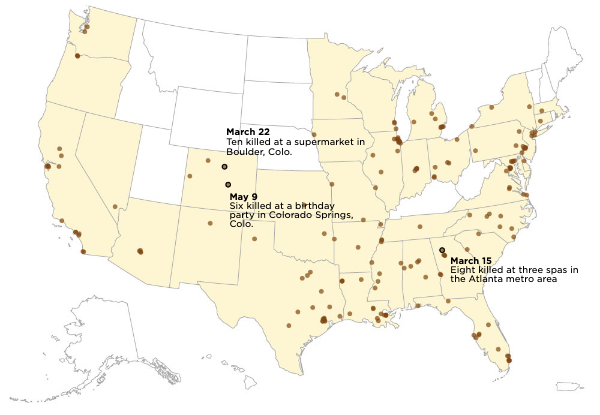 March 22
Ten killed at a supermarket in
Boulder, Colo.
May 9
Six killed at a birthday
party in Colorado Springs,
Colo.
March 15
Eight killed at three spas in
the Atlanta metro area